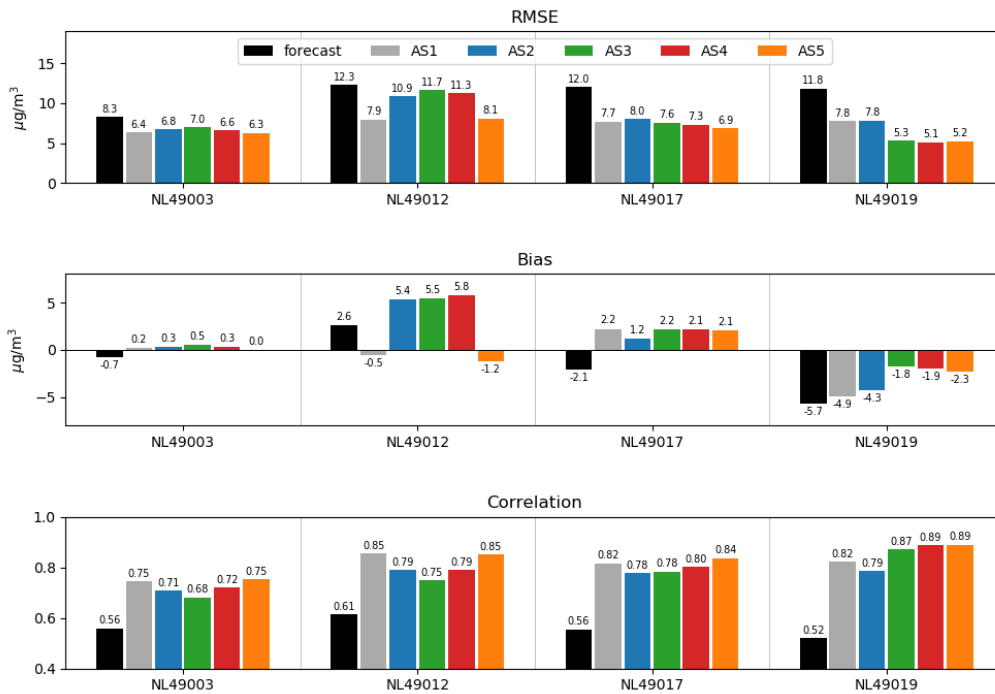 RMSE
forecast AS1 AS2 AS3 AS4 AS5
μg/m³
15
10
5
0
8.3 6.4 6.8 7.0 6.6 6.3
12.3 7.9 10.9 11.7 11.3 8.1
12.0 7.7 8.0 7.6 7.3 6.9
11.8 7.8 7.8 5.3 5.1 5.2
NL49003 NL49012 NL49017 NL49019
Bias
μg/m³
5
0
−5
-0.7 0.2 0.3 0.5 0.3 0.0
2.6 -0.5 5.4 5.5 5.8 -1.2
-2.1 2.2 1.2 2.2 2.1 2.1
-5.7 -4.9 -4.3 -1.8 -1.9 -2.3
NL49003 NL49012 NL49017 NL49019
Correlation
1.0
0.8
0.6
0.4
0.56 0.75 0.71 0.68 0.72 0.75
0.61 0.85 0.79 0.75 0.79 0.85
0.56 0.82 0.78 0.78 0.80 0.84
0.52 0.82 0.79 0.87 0.89 0.89
NL49003 NL49012 NL49017 NL49019